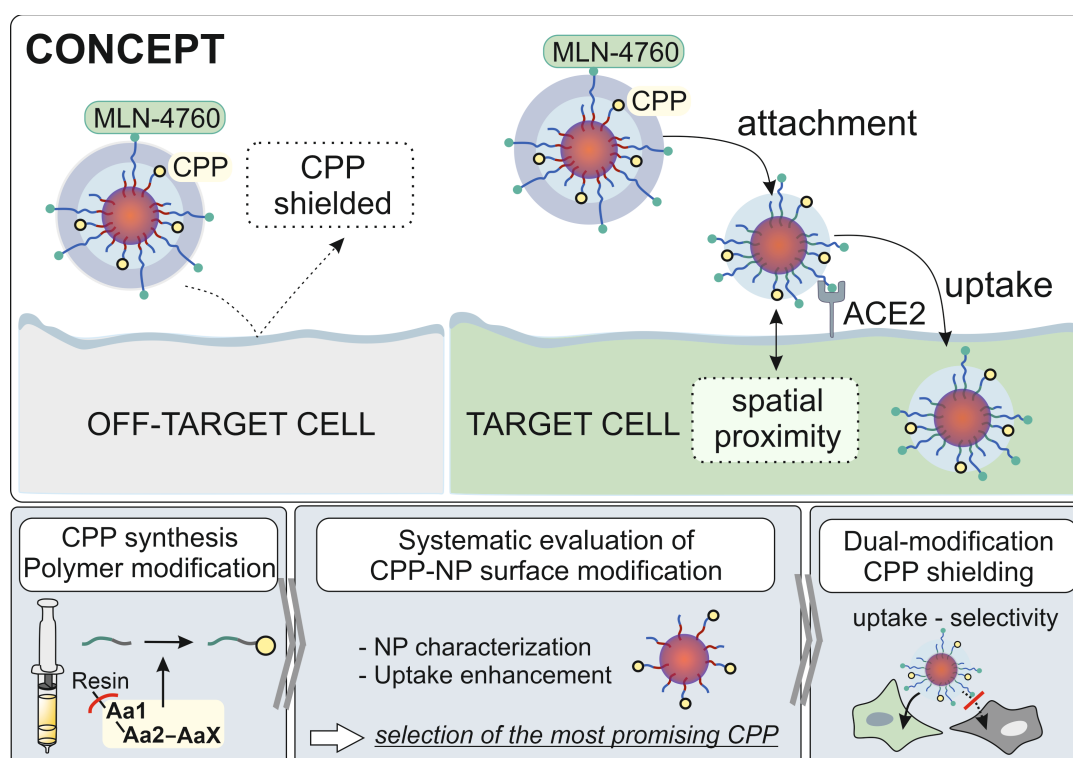 CONCEPT
MLN-4760
CPP
CPP
shielded
OFF-TARGET CELL
MLN-4760
CPP
attachment
uptake
ACE2
TARGET CELL
spatial
proximity
CPP synthesis
Polymer modification
Resin
Aa1
Aa2–AaX
Systematic evaluation of
CPP-NP surface modification
- NP characterization
- Uptake enhancement
selection of the most promising CPP
Dual-modification
CPP shielding
uptake - selectivity